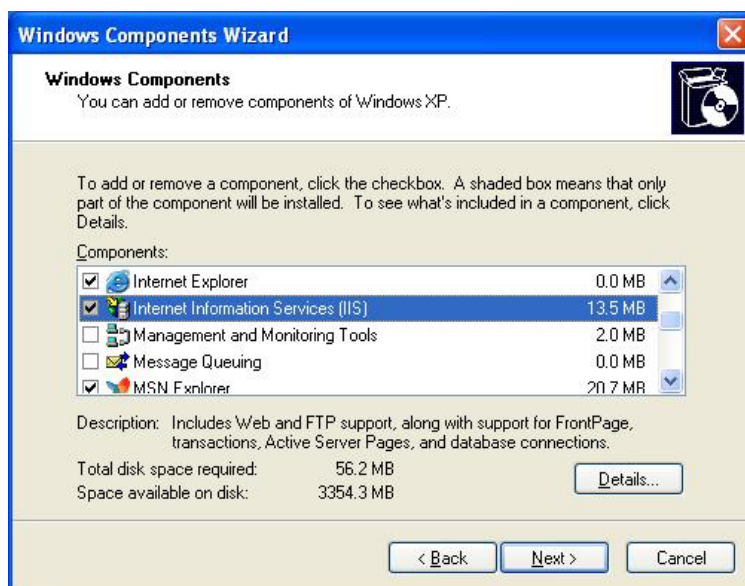 Windows Components Wizard
Windows Components
You can add or remove components of Windows XP.
To add or remove a component, click the checkbox. A shaded box means that only
part of the component will be installed. To see what's included in a component, click
Details.
Components:
Internet Explorer 0.0 MB
Internet Information Services (IIS) 13.5 MB
Management and Monitoring Tools 2.0 MB
Message Queuing 0.0 MB
MSN Explorer 20.7 MB
Description: Includes Web and FTP support, along with support for FrontPage,
transactions, Active Server Pages, and database connections.
Total disk space required: 56.2 MB
Space available on disk: 3354.3 MB
Details...
< Back Next > Cancel